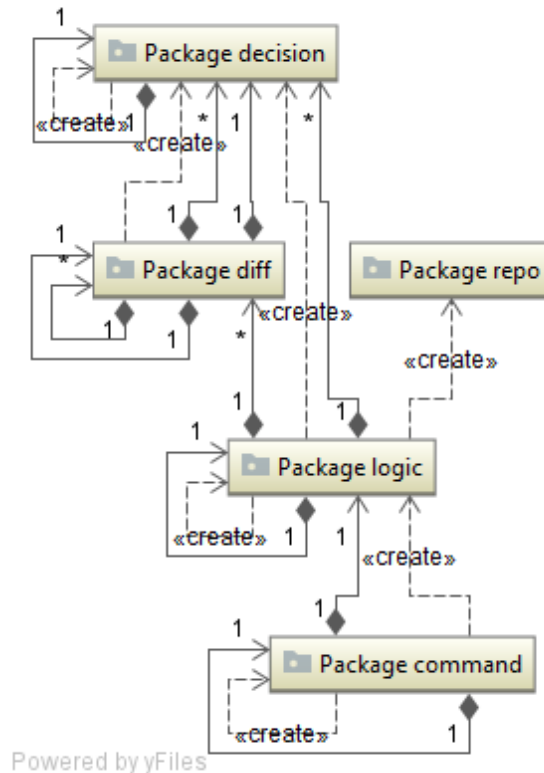 1
Package decision
«create»
1
*
1
*
«create»
1
1
1
*
Package diff
Package repo
1
1
*
«create»
«create»
1
1
1
Package logic
«create»
1
1
«create»
1
1
Package command
«create»
1
Powered by yFiles